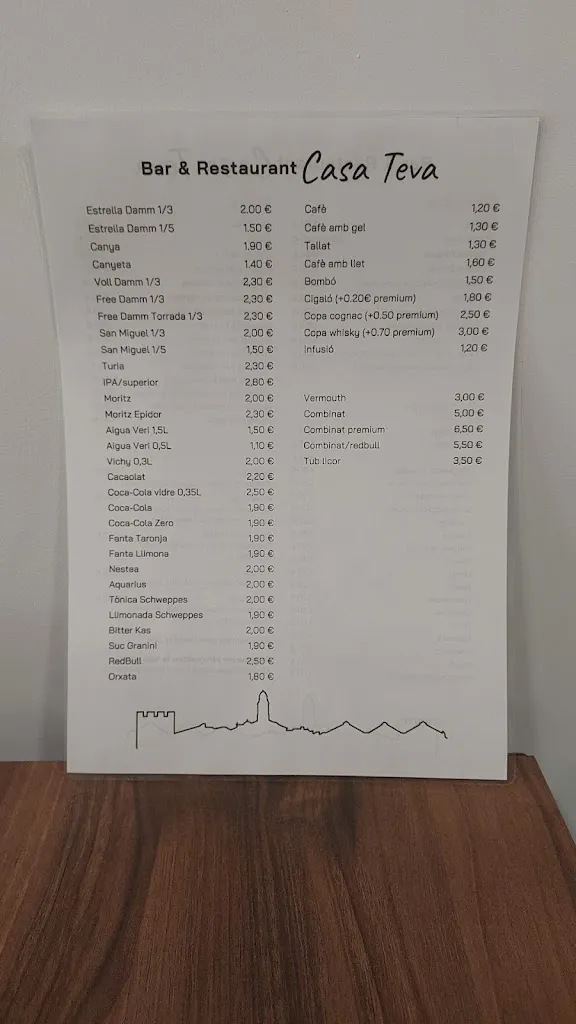 Bar & Restaurant Casa Teva
Estrella Damm 1/3 2.00 €
Estrella Damm 1/5 1.50 €
Canya 1.90 €
Canyeta 1.40 €
Voll Damm 1/3 2,30 €
Free Damm 1/3 2,30 €
Free Damm Torrada 1/3 2,30 €
San Miguel 1/3 2,00 €
San Miguel 1/5 1,50 €
Turia 2,30 €
IPA/superior 2,80 €
Moritz 2,00 €
Moritz Epidor 2,30 €
Aigua Veri 1,5L 1,50 €
Aigua Veri 0,5L 1,10 €
Vichy 0,3L 2,00 €
Cacaolat 2,20 €
Coca-Cola vidre 0,35L 2,50 €
Coca-Cola 1,90 €
Coca-Cola Zero 1,90 €
Fanta Taronja 1,90 €
Fanta Llimona 1,90 €
Nestea 2,00 €
Aquarius 2,00 €
Tònica Schweppes 2,00 €
Llimonada Schweppes 1,90 €
Bitter Kas 2,00 €
Suc Granini 1,90 €
RedBull 2,50 €
Orxata 1,80 €
Cafè 1,20 €
Cafè amb gel 1,30 €
Tallat 1,30 €
Cafè amb llet 1,60 €
Bombó 1,50 €
Cigaló (+0.20€ premium) 1,80 €
Copa cognac (+0.50 premium) 2,50 €
Copa whisky (+0.70 premium) 3,00 €
Infusió 1,20 €
Vermouth 3,00 €
Combinat 5,00 €
Combinat premium 6,50 €
Combinat/redbull 5,50 €
Tub licor 3,50 €